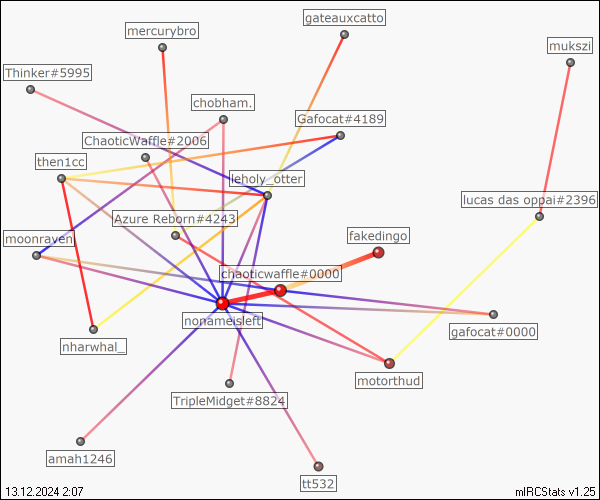 gateauxcatto
mercurybro
mukszi
Thinker#5995
chobham.
Gafocat#4189
ChaoticWaffle#2006
then1cc
leholy_otter
lucas das oppai#2396
Azure Reborn#4243
fakedingo
moonraven
chaoticwaffle#0000
nonameisleft
gafocat#0000
nharwhal_
motorthud
TripleMidget#8824
amah1246
tt532
13.12.2024 2:07
mIRCStats v1.25